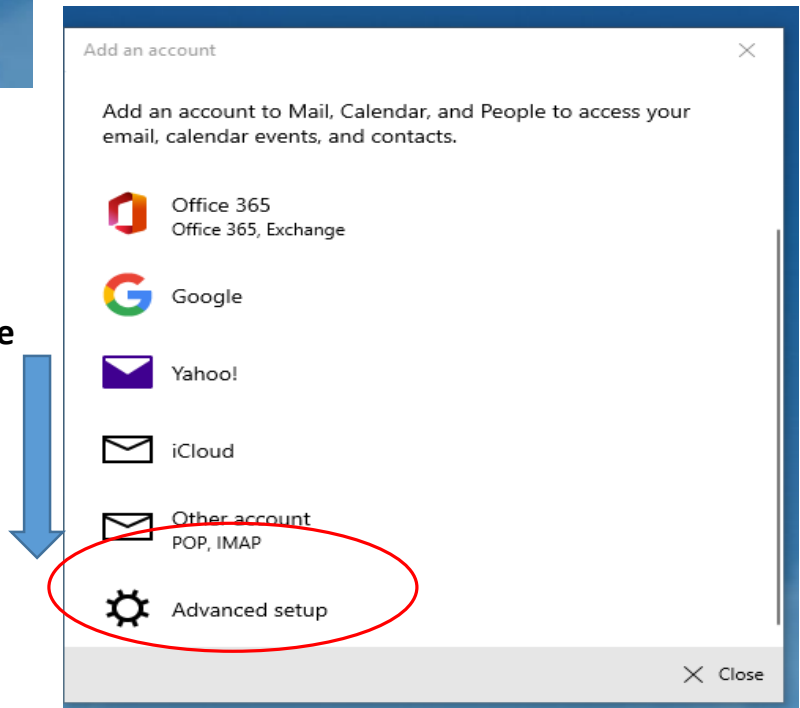 Add an account
Add an account to Mail, Calendar, and People to access your
email, calendar events, and contacts.
Office 365
Office 365, Exchange
Google
Yahoo!
e
iCloud
Other account
POP, IMAP
Advanced setup
Close